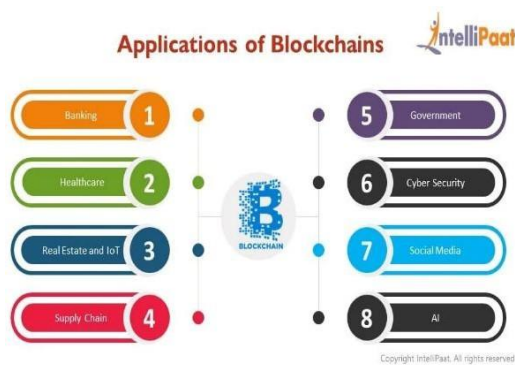 Applications of Blockchains
IntelliPaat
Banking
1
Healthcare
2
Real Estate and IoT
3
Supply Chain
4
BLOCKCHAIN
5
Government
6
Cyber Security
7
Social Media
8
AI
Copyright IntelliPaat. All rights reserved